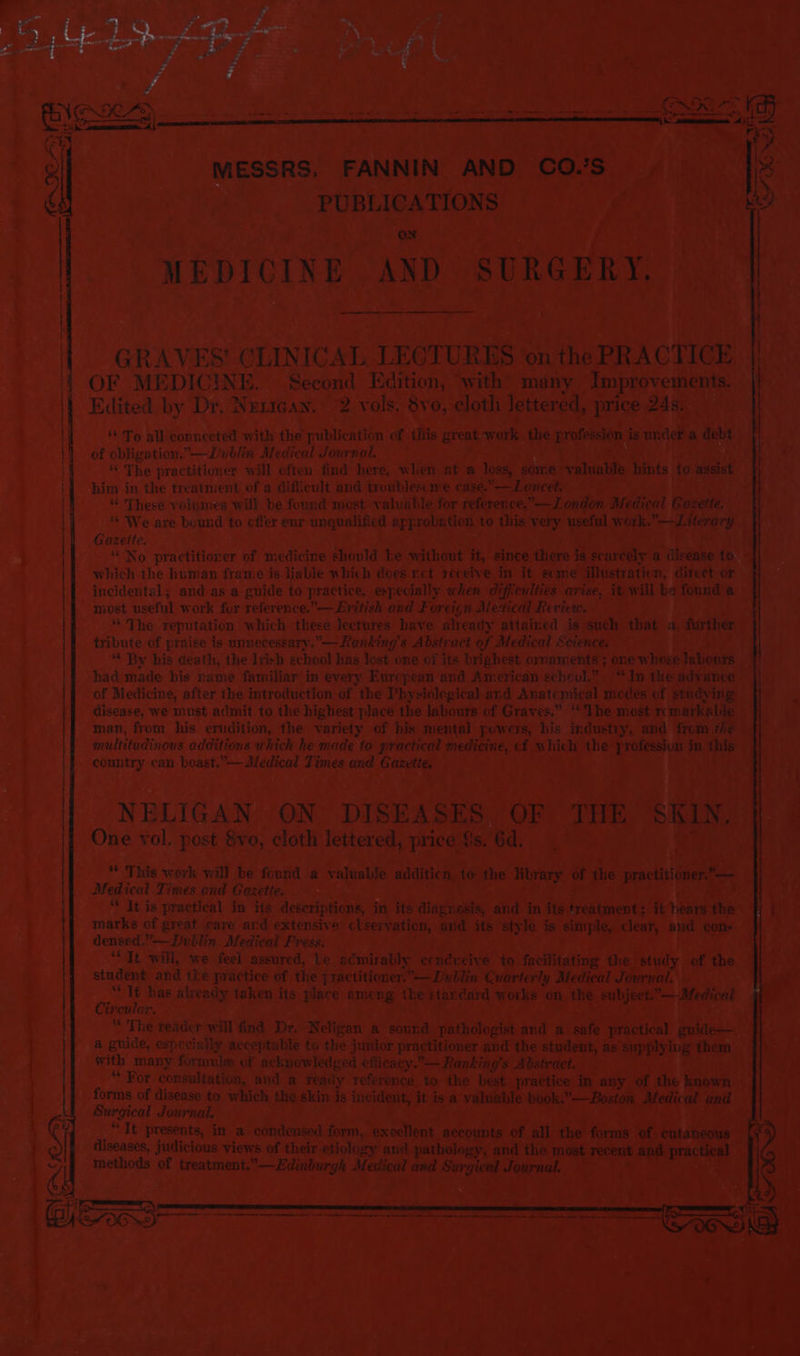 MESSRS. FANNIN AND CO.'S
PUBLICATIONS
ON
MEDICINE AND SURGERY.
GRAVES' CLINICAL LECTURES on the PRACTICE
OF MEDICINE. Second Edition, with many Improvements.
Edited by Dr. NELIGAN. 2 vols. 8vo, cloth lettered, price 24s.
“To all connected with the publication of this great work the profession is under a debt
of obligation.”—Dublin Medical Journal.
“The practitioner will often find here, when at a loss, some valuable hints to assist
him in the treatment of a difficult and troublesome case.”—Lancet.
“These volumes will be found most valuable for reference.”—London Medical Gazette.
“We are bound to offer our unqualified approbation to this very useful work.”—Literary
Gazette.
“No practitioner of medicine should be without it, since there is scarcely a disease to
which the human frame is liable which does not receive in it some illustration, direct or
incidental; and as a guide to practice, especially when difficulties arise, it will be found a
most useful work for reference.”—British and Foreign Medical Review.
“The reputation which these lectures have already attained is such that a further
tribute of praise is unnecessary.”—Ranking's Abstract of Medical Science.
“By his death, the Irish school has lost one of its brighest ornaments; one whose labours
had made his name familiar in every European and American school.” “In the advance
of Medicine, after the introduction of the Physiological and Anatomical modes of studying
disease, we must admit to the highest place the labours of Graves.” “The most remarkable
man, from his erudition, the variety of his mental powers, his industry, and from the
multitudinous additions which he made to practical medicine, of which the profession in this
country can boast.”—Medical Times and Gazette.
NELIGAN ON DISEASES OF THE SKIN.
One vol. post 8vo, cloth lettered, price 8s. 6d.
“This work will be found a valuable addition to the library of the practitioner.”—
Medical Times and Gazette.
“It is practical in its descriptions, in its diagnosis, and in its treatment; it bears the
marks of great care and extensive observation, and its style is simple, clear, and con-
densed.”—Dublin Medical Press.
“It will, we feel assured, be admirably conducive to facilitating the study of the
student and the practice of the practitioner.”—Dublin Quarterly Medical Journal.
“It has already taken its place among the standard works on the subject.”—Medical
Circular.
“The reader will find Dr. Neligan a sound pathologist and a safe practical guide—
a guide, especially acceptable to the junior practitioner and the student, as supplying them
with many formulæ of acknowledged efficacy.”—Ranking's Abstract.
“For consultation, and a ready reference to the best practice in any of the known
forms of disease to which the skin is incident, it is a valuable book.”—Boston Medical and
Surgical Journal.
“It presents, in a condensed form, excellent accounts of all the forms of cutaneous
diseases, judicious views of their etiology and pathology, and the most recent and practical
methods of treatment.”—Edinburgh Medical and Surgical Journal.